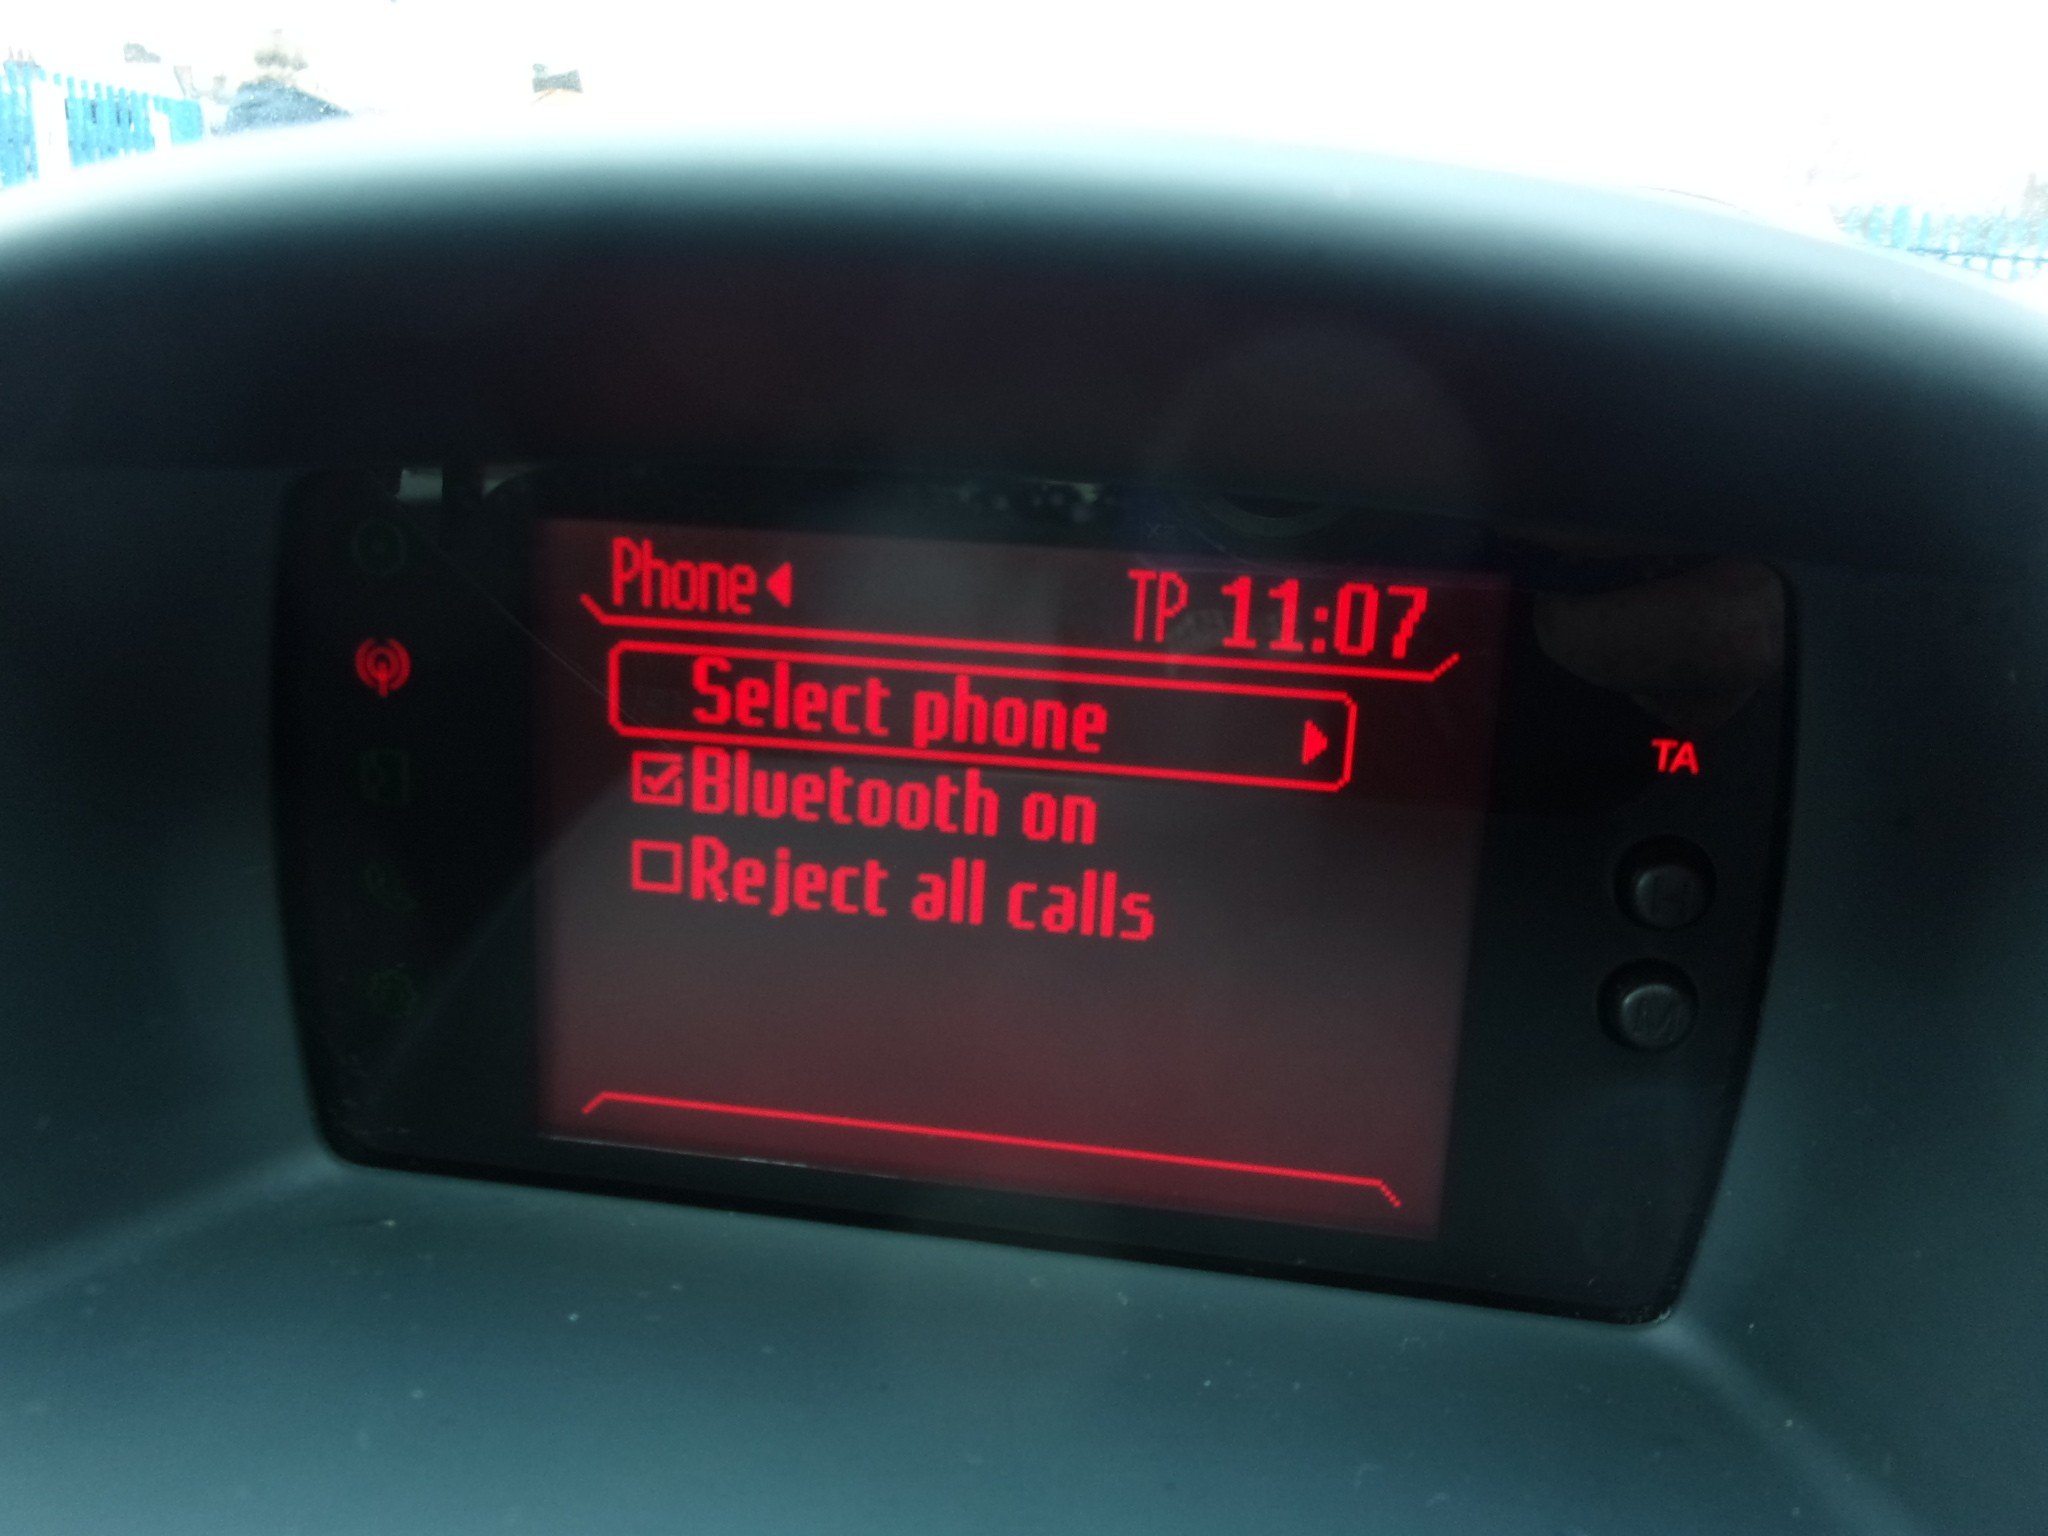 Phone
TP 11:07
Select phone
Bluetooth on
Reject all calls
TA